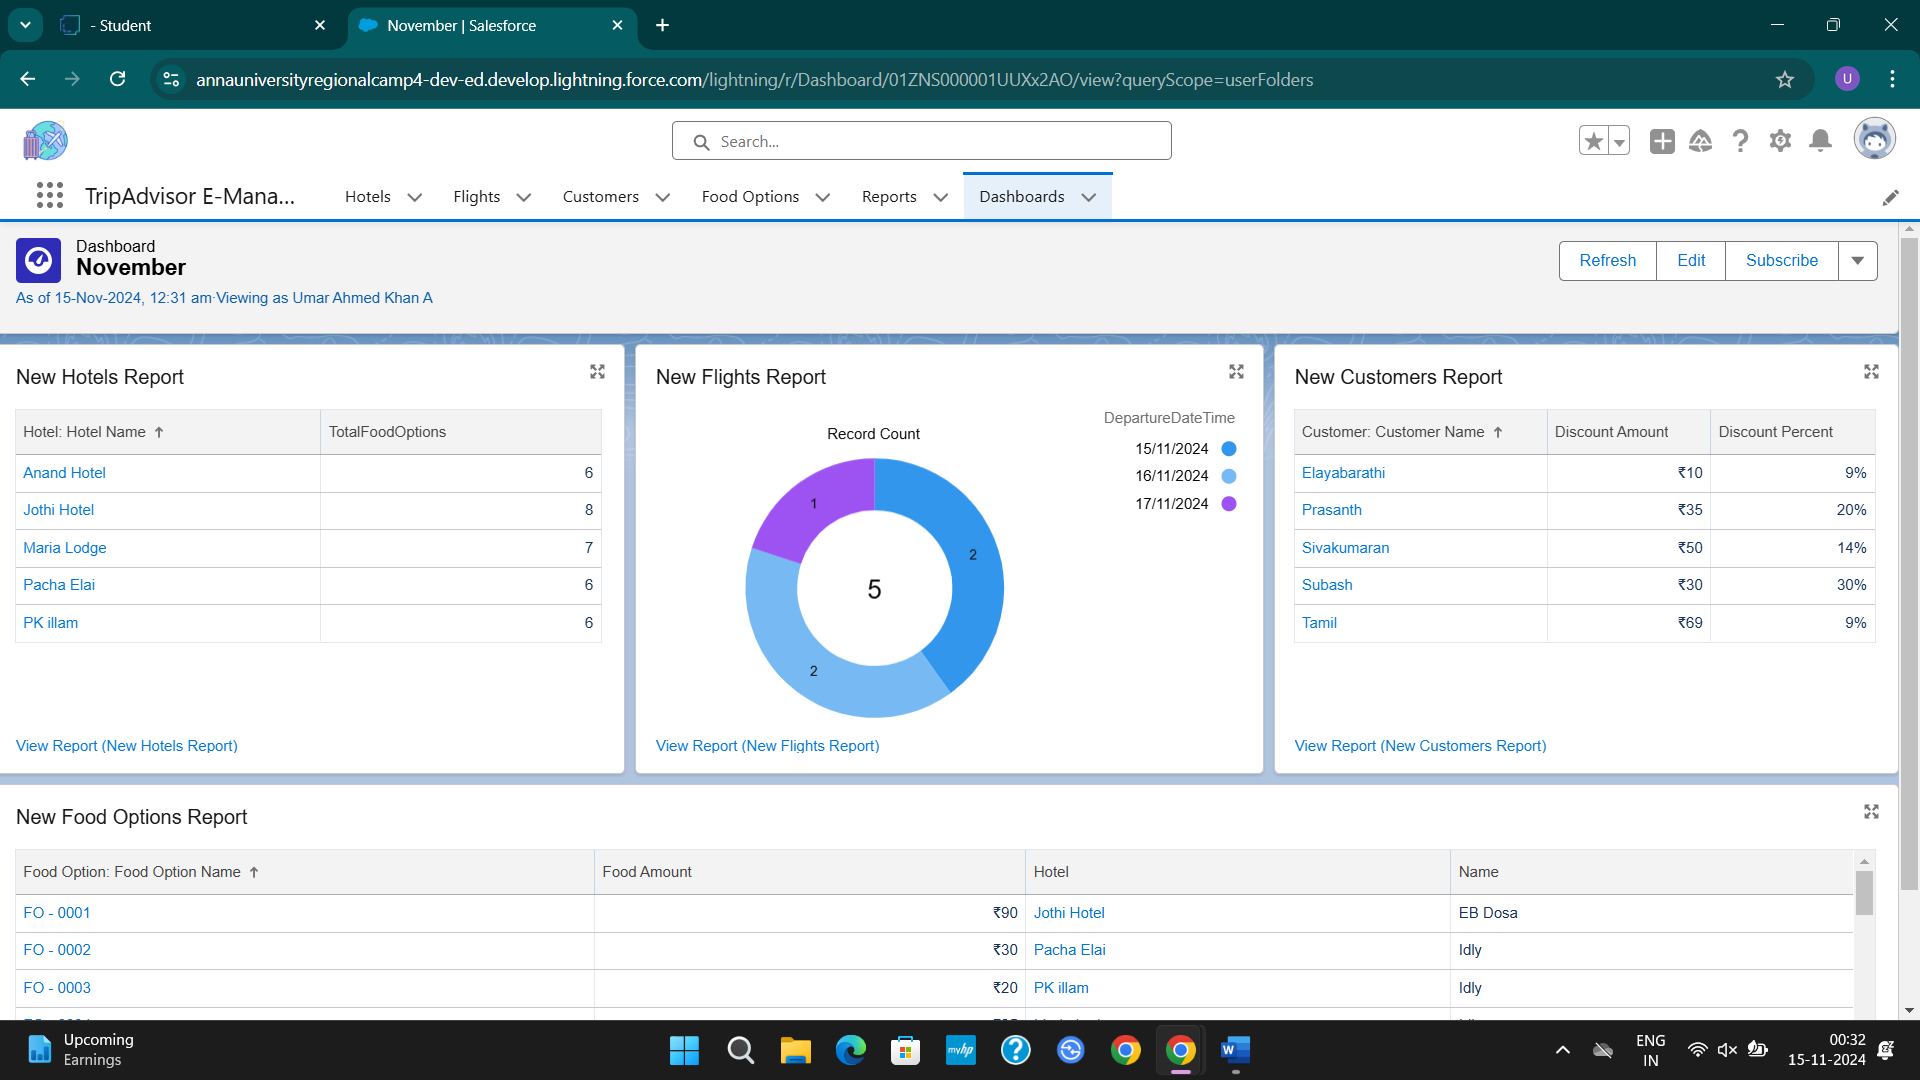 - Student
November | Salesforce
annauniversityregionalcamp4-dev-ed.develop.lightning.force.com/lightning/r/Dashboard/01ZNS000001UUXx2AO/view?queryScope=userFolders
U
Search...
TripAdvisor E-Mana... Hotels Flights Customers Food Options Reports Dashboards
Dashboard
November
As of 15-Nov-2024, 12:31 am·Viewing as Umar Ahmed Khan A
Refresh Edit Subscribe
New Hotels Report
Hotel: Hotel Name ↑ TotalFoodOptions
Anand Hotel 6
Jothi Hotel 8
Maria Lodge 7
Pacha Elai 6
PK illam 6
View Report (New Hotels Report)
New Flights Report
Record Count
DepartureDateTime
15/11/2024
16/11/2024
17/11/2024
1
2
5
2
View Report (New Flights Report)
New Customers Report
Customer: Customer Name ↑ Discount Amount Discount Percent
Elayabarathi ₹10 9%
Prasanth ₹35 20%
Sivakumaran ₹50 14%
Subash ₹30 30%
Tamil ₹69 9%
View Report (New Customers Report)
New Food Options Report
Food Option: Food Option Name ↑ Food Amount Hotel Name
FO - 0001 ₹90 Jothi Hotel EB Dosa
FO - 0002 ₹30 Pacha Elai Idly
FO - 0003 ₹20 PK illam Idly
Upcoming
Earnings
myhp
W
ENG
IN
00:32
15-11-2024